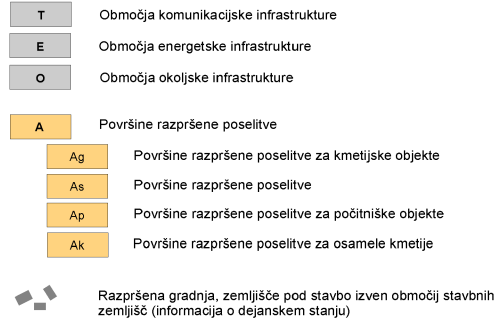 T Območja komunikacijske infrastrukture
E Območja energetske infrastrukture
O Območja okoljske infrastrukture
A Površine razpršene poselitve
Ag Površine razpršene poselitve za kmetijske objekte
As Površine razpršene poselitve
Ap Površine razpršene poselitve za počitniške objekte
Ak Površine razpršene poselitve za osamele kmetije
Razpršena gradnja, zemljišče pod stavbo izven območij stavbnih
zemljišč (informacija o dejanskem stanju)